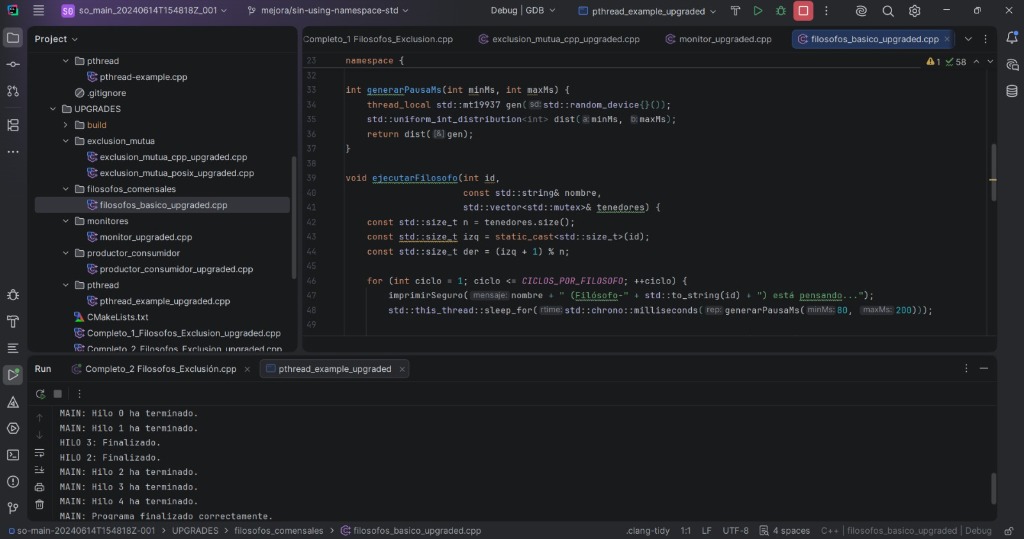 SO so_main_20240614T154818Z_001 mejora/sin-using-namespace-std Debug | GDB pthread_example_upgraded
Project
pthread
pthread-example.cpp
.gitignore
UPGRADES
build
exclusion_mutua
exclusion_mutua_cpp_upgraded.cpp
exclusion_mutua_posix_upgraded.cpp
filosofos_comensales
filosofos_basico_upgraded.cpp
monitores
monitor_upgraded.cpp
productor_consumidor
productor_consumidor_upgraded.cpp
pthread
pthread_example_upgraded.cpp
CMakeLists.txt
Completo_1_Filosofos_Exclusion_upgraded.cpp
Completo_2_Filosofos_Exclusion_upgraded.cpp
Completo_1 Filosofos_Exclusion.cpp exclusion_mutua_cpp_upgraded.cpp monitor_upgraded.cpp filosofos_basico_upgraded.cpp
1 58
23 namespace {
32
33 int generarPausaMs(int minMs, int maxMs) {
34 thread_local std::mt19937 gen( sd: std::random_device{}());
35 std::uniform_int_distribution<int> dist( a: minMs, b: maxMs);
36 return dist( [&] gen);
37 }
38
39 void ejecutarFilosofo(int id,
40 const std::string& nombre,
41 std::vector<std::mutex>& tenedores) {
42 const std::size_t n = tenedores.size();
43 const std::size_t izq = static_cast<std::size_t>(id);
44 const std::size_t der = (izq + 1) % n;
45
46 for (int ciclo = 1; ciclo <= CICLOS_POR_FILOSOFO; ++ciclo) {
47 imprimirSeguro( mensaje: nombre + " (Filósofo-" + std::to_string(id) + ") está pensando...");
48 std::this_thread::sleep_for( rtime: std::chrono::milliseconds( rep: generarPausaMs( minMs: 80, maxMs: 200)));
49
Run Completo_2 Filosofos_Exclusión.cpp pthread_example_upgraded
MAIN: Hilo 0 ha terminado.
MAIN: Hilo 1 ha terminado.
HILO 3: Finalizado.
HILO 2: Finalizado.
MAIN: Hilo 2 ha terminado.
MAIN: Hilo 3 ha terminado.
MAIN: Hilo 4 ha terminado.
MAIN: Programa finalizado correctamente.
so-main-20240614T154818Z-001 > UPGRADES > filosofos_comensales > filosofos_basico_upgraded.cpp .clang-tidy 1:1 LF UTF-8 4 spaces C++ | filosofos_basico_upgraded | Debug